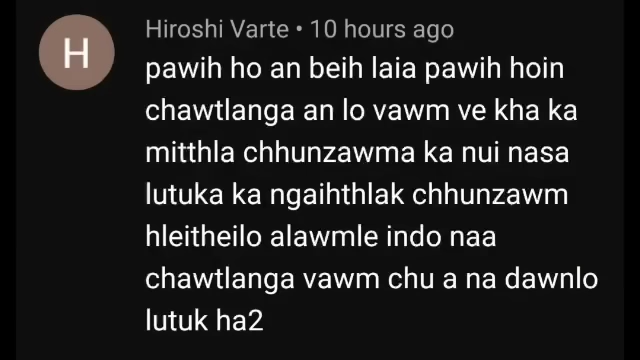 H
Hiroshi Varte • 10 hours ago
pawih ho an beih laia pawih hoin
chawtlanga an lo vawm ve kha ka
mitthla chhunzawma ka nui nasa
lutuka ka ngaihthlak chhunzawm
hleitheilo alawmle indo naa
chawtlanga vawm chu a na dawnlo
lutuk ha2